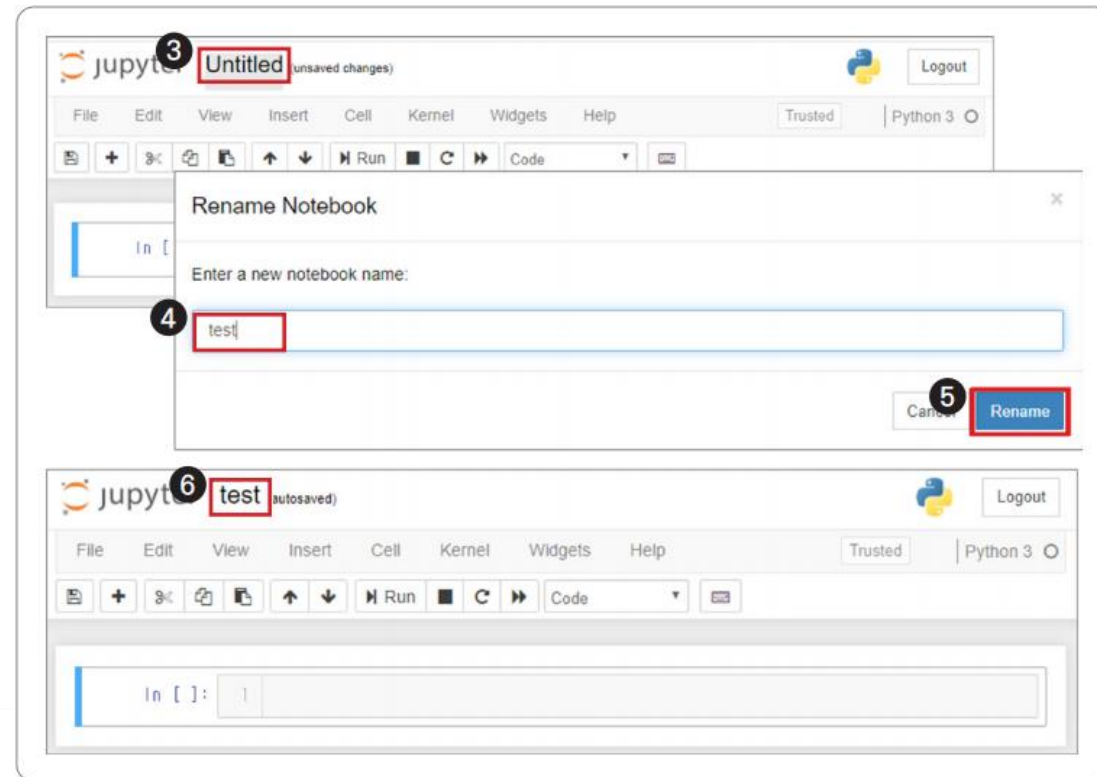 3
jupyter Untitled (unsaved changes)
Logout
File Edit View Insert Cell Kernel Widgets Help Trusted Python 3
Run Code
Rename Notebook
In [
Enter a new notebook name:
4
test
5
Cancel Rename
6
jupyter test (autosaved)
Logout
File Edit View Insert Cell Kernel Widgets Help Trusted Python 3
Run Code
In [ ]: 1